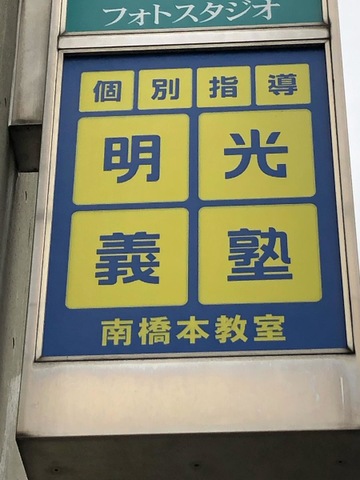 フォトスタジオ
個別指導
明光
義塾
南橋本教室